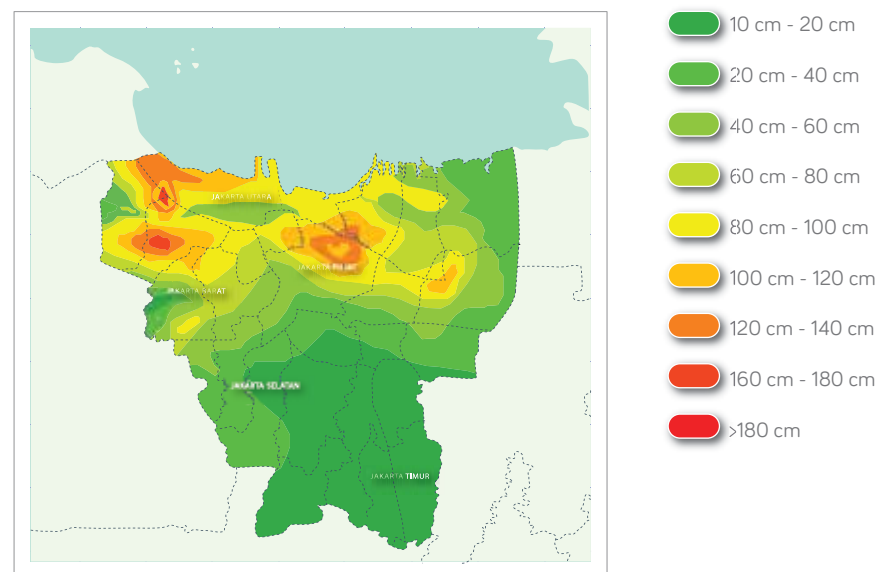 10 cm - 20 cm
20 cm - 40 cm
40 cm - 60 cm
60 cm - 80 cm
80 cm - 100 cm
100 cm - 120 cm
120 cm - 140 cm
160 cm - 180 cm
>180 cm
JAKARTA UTARA
JAKARTA
JAKARTA BARAT
JAKARTA SELATAN
JAKARTA TIMUR